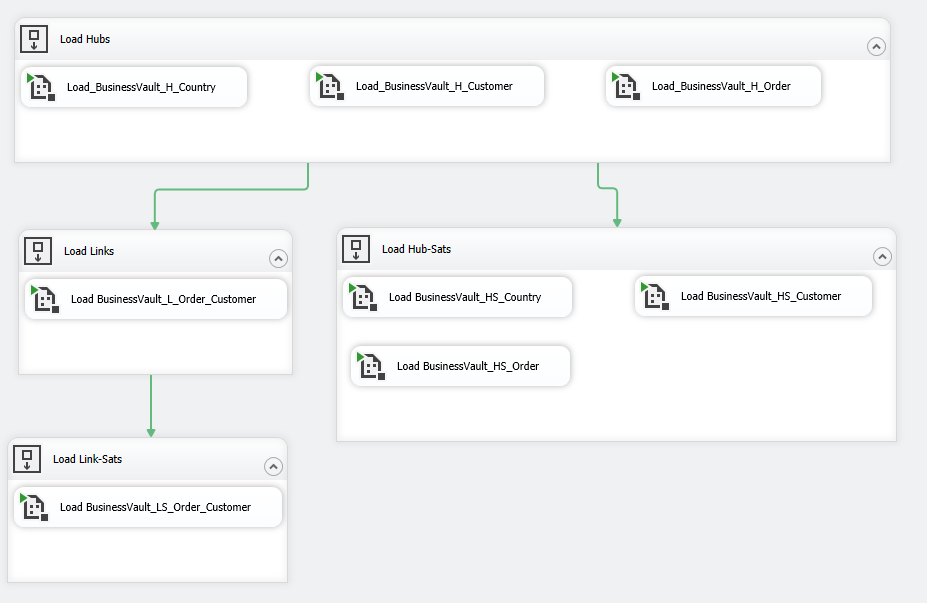 Load Hubs
Load_BusinessVault_H_Country
Load_BusinessVault_H_Customer
Load_BusinessVault_H_Order
Load Links
Load BusinessVault_L_Order_Customer
Load Hub-Sats
Load BusinessVault_HS_Country
Load BusinessVault_HS_Customer
Load BusinessVault_HS_Order
Load Link-Sats
Load BusinessVault_LS_Order_Customer